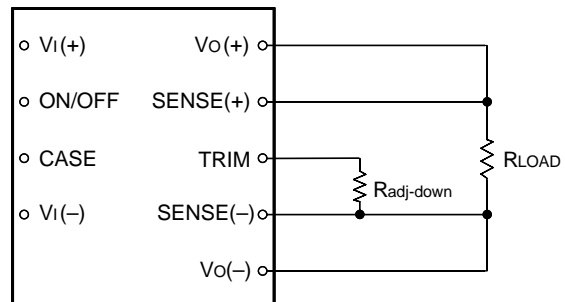 VI(+) VO(+)
ON/OFF SENSE(+)
CASE TRIM RLOAD
Radj-down
VI(–) SENSE(–)
VO(–)